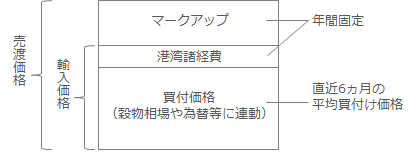 マークアップ
年間固定
港湾諸経費
売渡価格
輸入価格
買付価格
（穀物相場や為替等に連動）
直近6ヵ月の
平均買付け価格